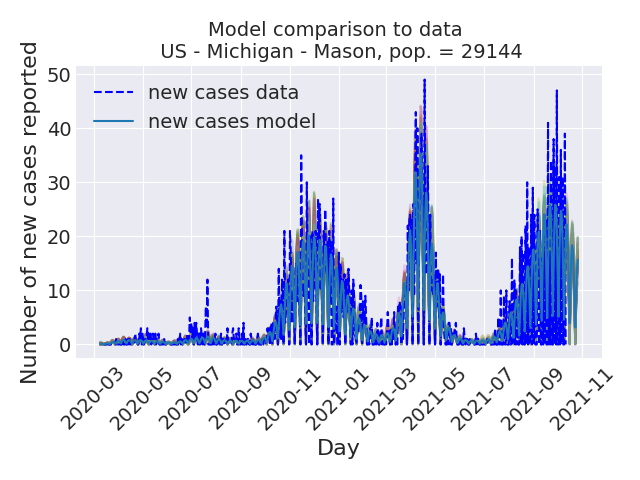 Model comparison to data
US - Michigan - Mason, pop. = 29144
Number of new cases reported
50
40
30
20
10
0
new cases data
new cases model
2020-03
2020-05
2020-07
2020-09
2020-11
2021-01
2021-03
2021-05
2021-07
2021-09
2021-11
Day